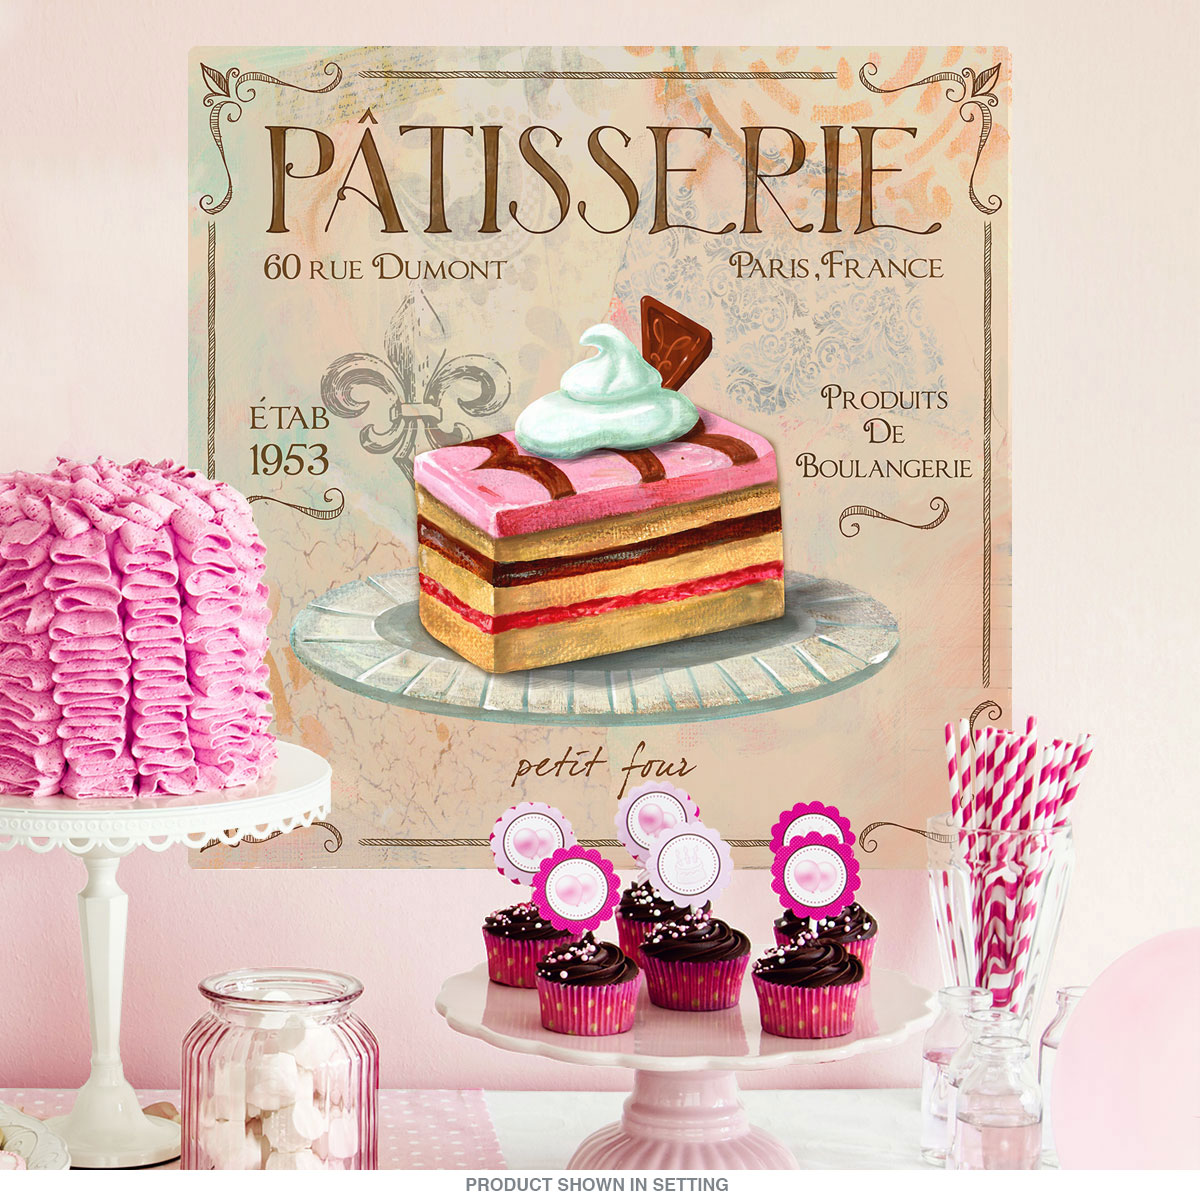 PÂTISSERIE
60 RUE DUMONT
PARIS, FRANCE
ÉTAB
1953
PRODUITS
DE
BOULANGERIE
petit four
PRODUCT SHOWN IN SETTING